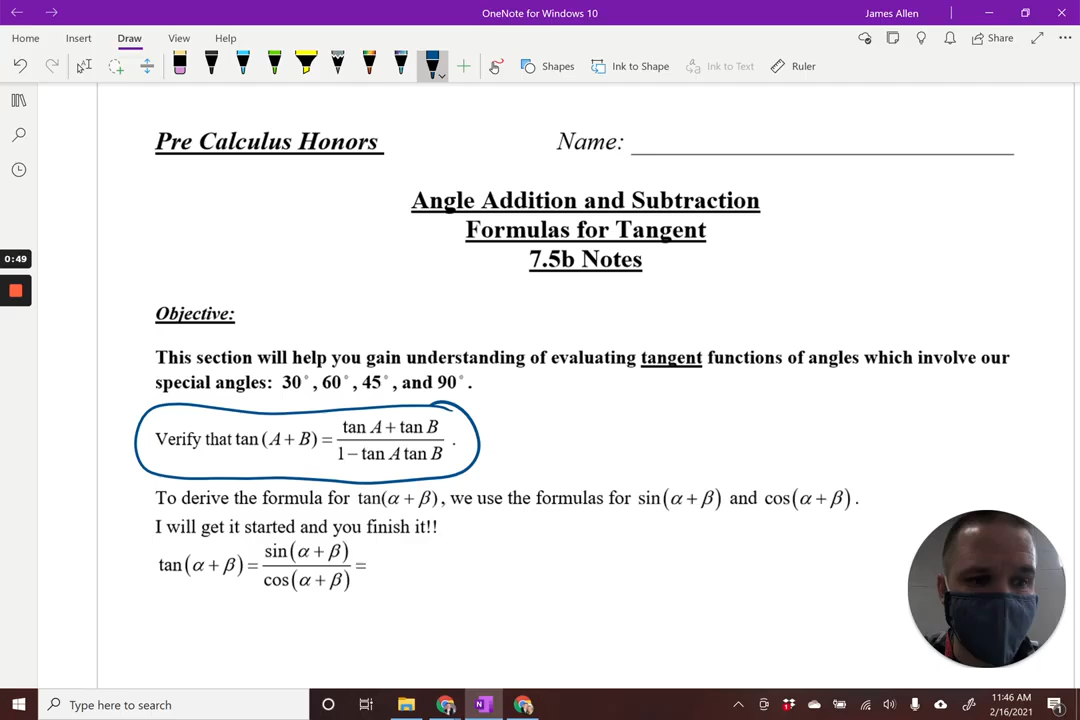 OneNote for Windows 10
James Allen
Home Insert Draw View Help
Share
Shapes
Ink to Shape
Ink to Text
Ruler
Pre Calculus Honors Name: ____________________
Angle Addition and Subtraction
Formulas for Tangent
7.5b Notes
0:49
Objective:
This section will help you gain understanding of evaluating tangent functions of angles which involve our
special angles: 30°, 60°, 45°, and 90°.
Verify that tan(A+B) = (tan A + tan B)/(1 − tan A tan B).
To derive the formula for tan(α + β), we use the formulas for sin(α + β) and cos(α + β).
I will get it started and you finish it!!
tan(α + β) = sin(α + β)/cos(α + β) =
Type here to search
11:46 AM
2/16/2021
1